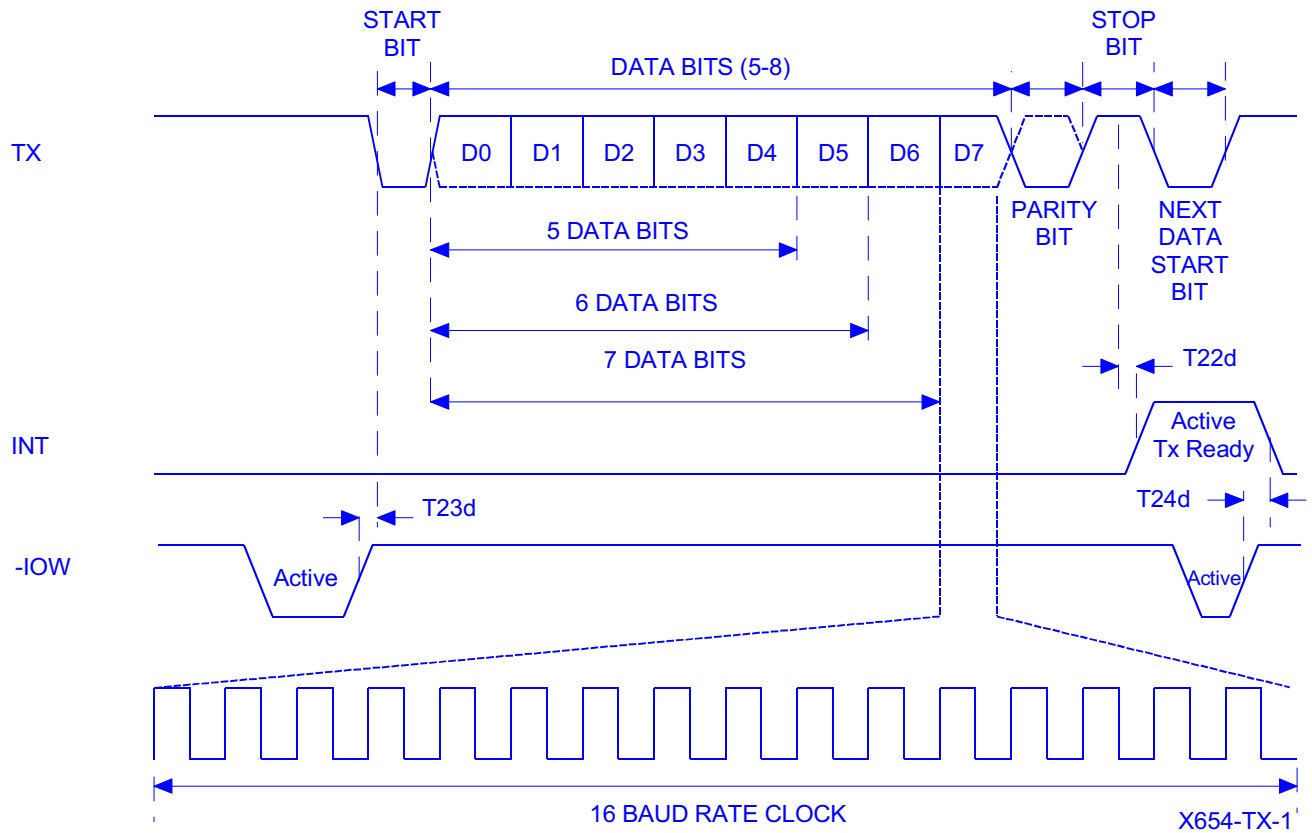 START
BIT
DATA BITS (5-8)
STOP
BIT
TX
D0 D1 D2 D3 D4 D5 D6 D7
PARITY
BIT
NEXT
DATA
START
BIT
5 DATA BITS
6 DATA BITS
7 DATA BITS
T22d
INT
Active
Tx Ready
T23d
T24d
-IOW
Active
Active
16 BAUD RATE CLOCK
X654-TX-1